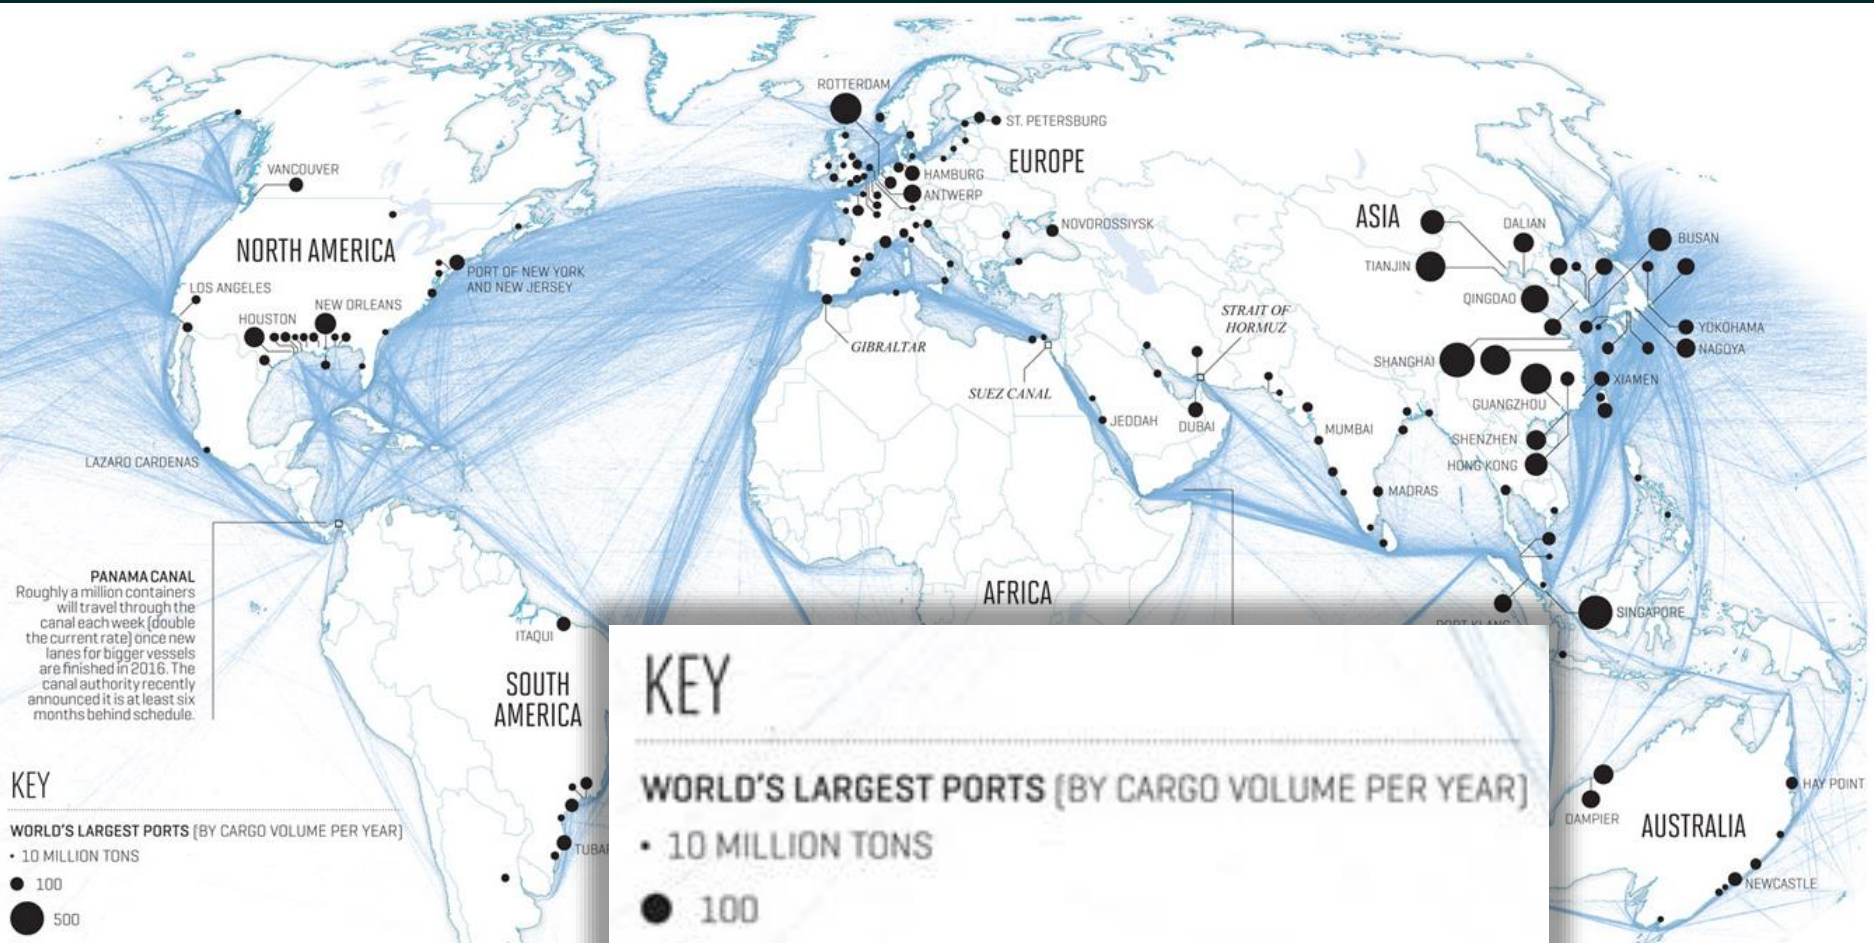 ROTTERDAM
ST. PETERSBURG
EUROPE
VANCOUVER
HAMBURG
ANTWERP
NOVOROSSIYSK
ASIA
DALIAN
BUSAN
NORTH AMERICA
TIANJIN
PORT OF NEW YORK
AND NEW JERSEY
LOS ANGELES
NEW ORLEANS
HOUSTON
QINGDAO
STRAIT OF
HORMUZ
YOKOHAMA
GIBRALTAR
NAGOYA
SHANGHAI
SUEZ CANAL
XIAMEN
GUANGZHOU
JEDDAH
DUBAI
MUMBAI
SHENZHEN
LAZARO CARDENAS
HONG KONG
MADRAS
PANAMA CANAL
Roughly a million containers
will travel through the
canal each week (double
the current rate) once new
lanes for bigger vessels
are finished in 2016. The
canal authority recently
announced it is at least six
months behind schedule.
AFRICA
SINGAPORE
PORT KLANG
ITAQUI
SOUTH
AMERICA
HAY POINT
DAMPIER
AUSTRALIA
NEWCASTLE
TUBA
KEY
WORLD'S LARGEST PORTS (BY CARGO VOLUME PER YEAR)
• 10 MILLION TONS
100
500
KEY
WORLD'S LARGEST PORTS (BY CARGO VOLUME PER YEAR)
• 10 MILLION TONS
100